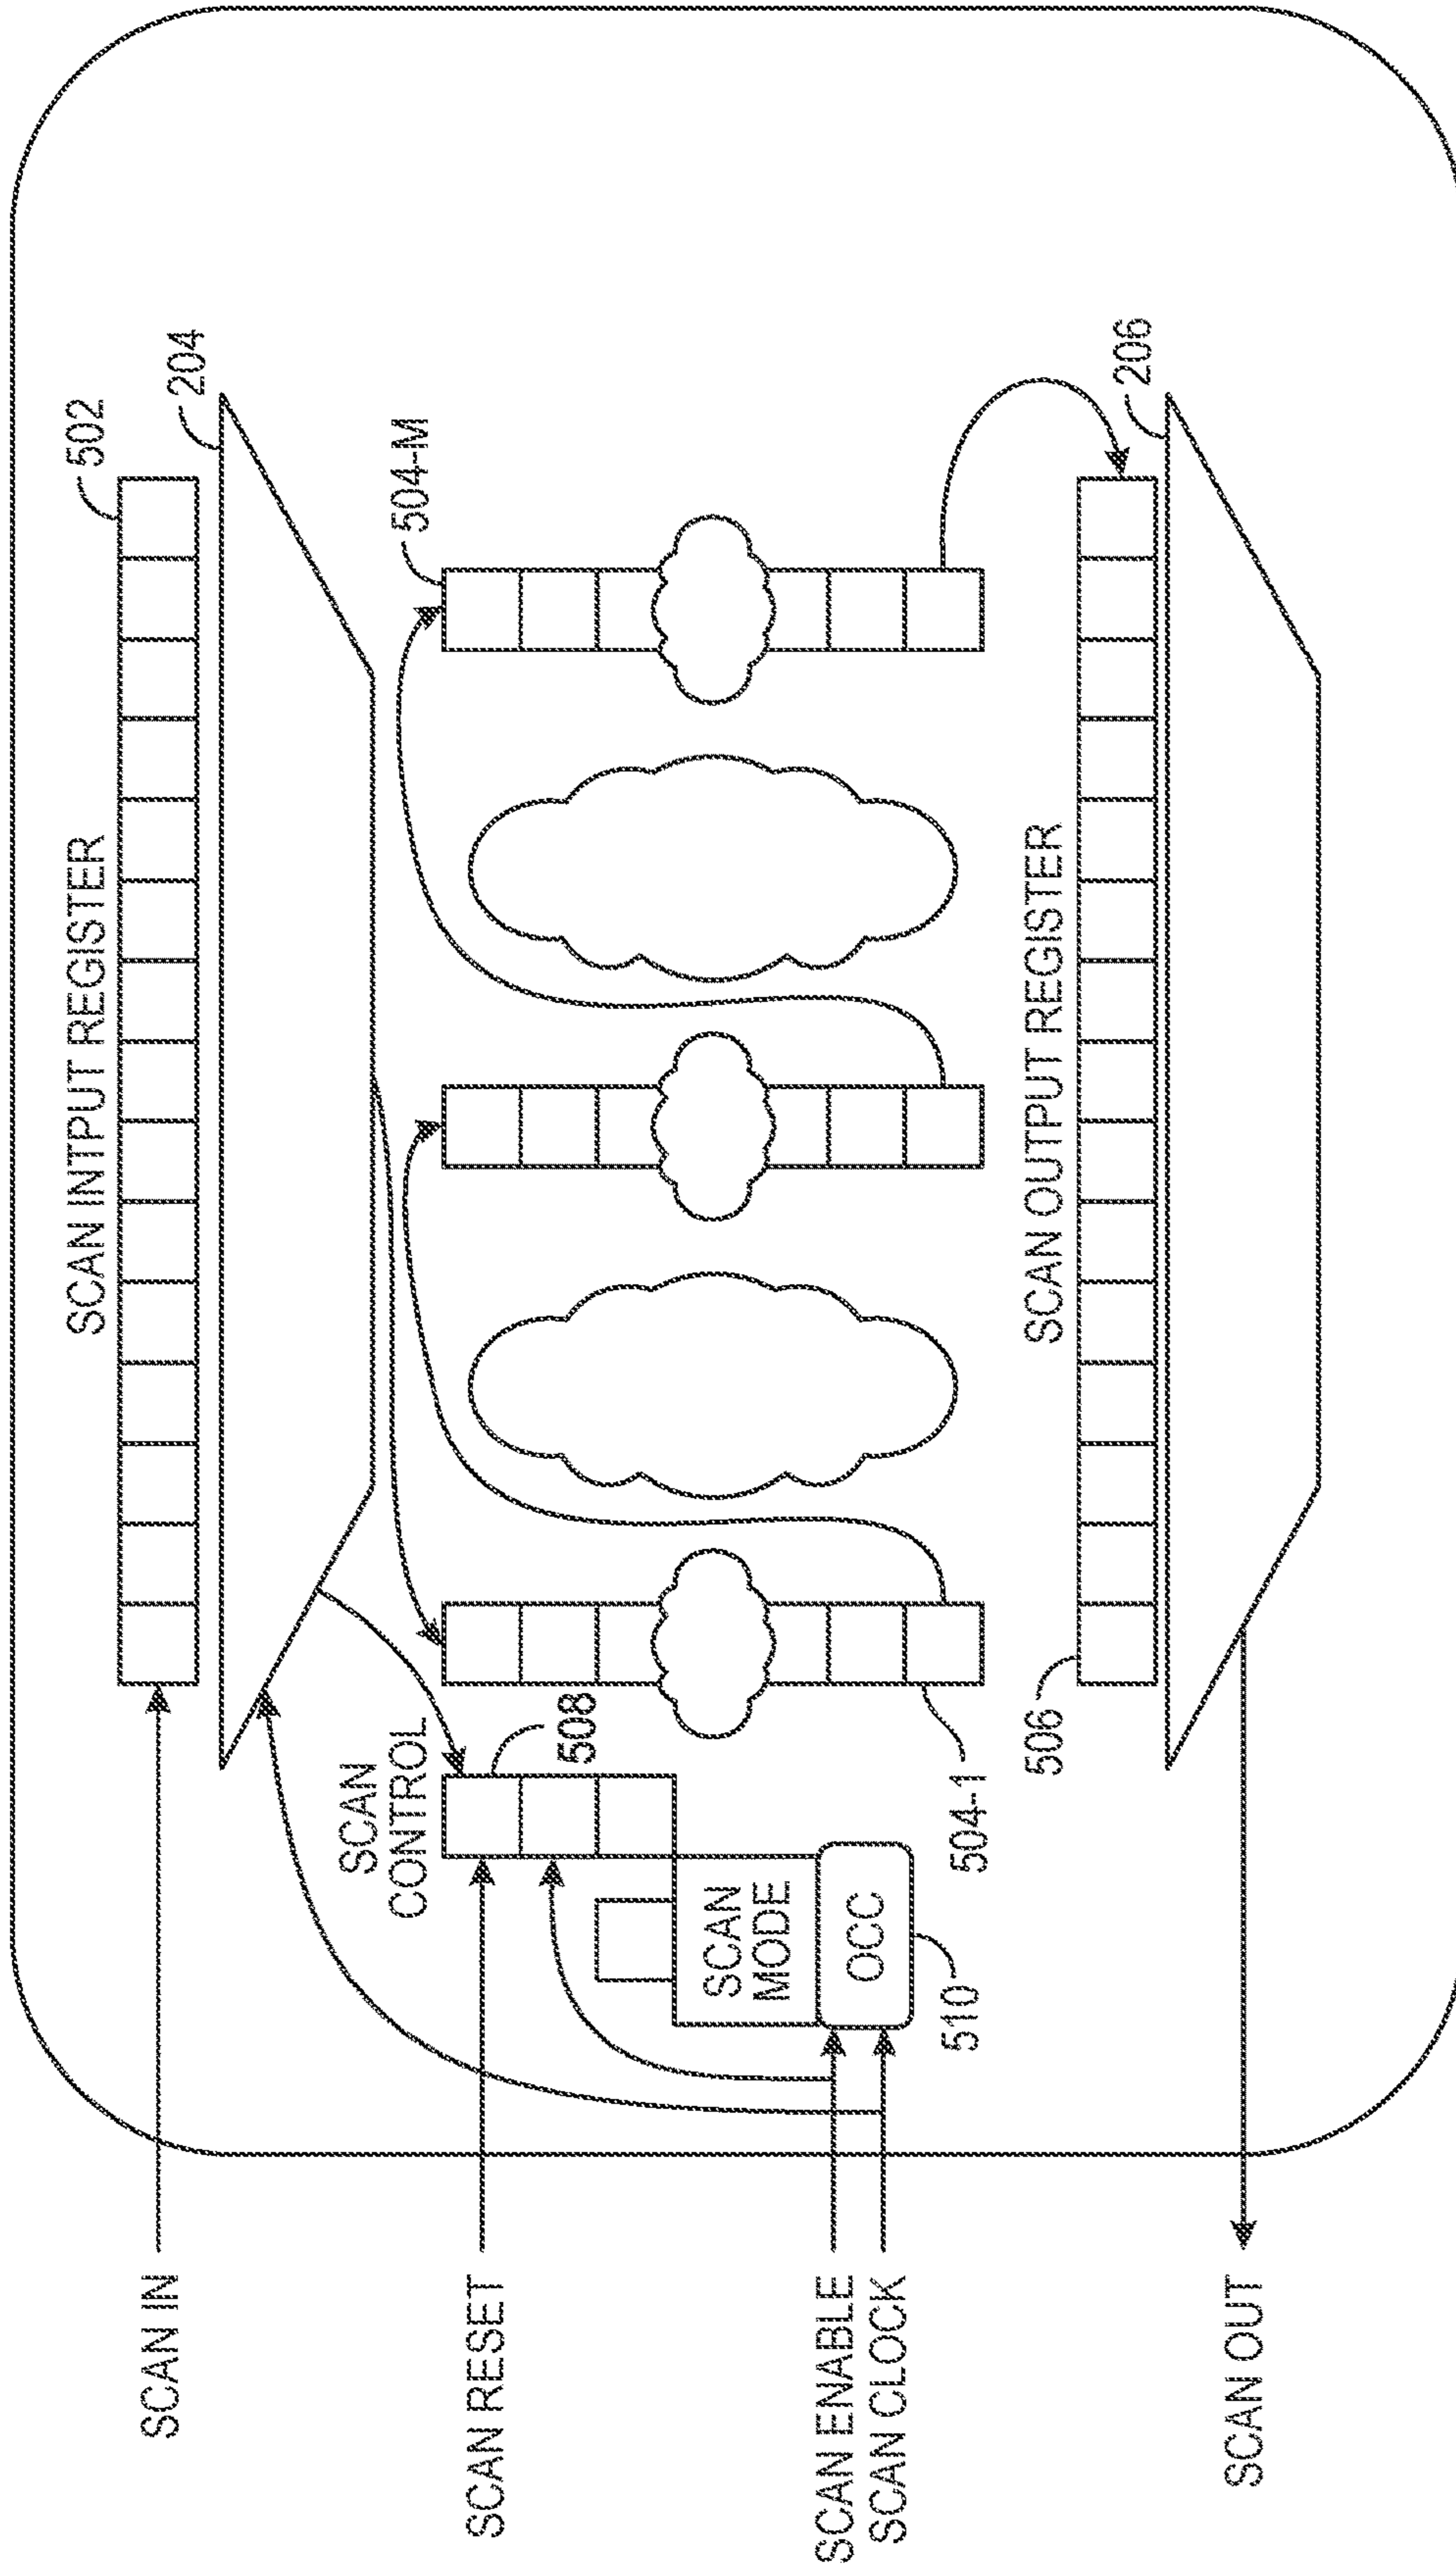 SCAN IN
SCAN INTPUT REGISTER
502
204
SCAN RESET
SCAN
CONTROL
508
504-M
SCAN ENABLE
SCAN CLOCK
SCAN
MODE
OCC
510
504-1
SCAN OUTPUT REGISTER
506
206
SCAN OUT